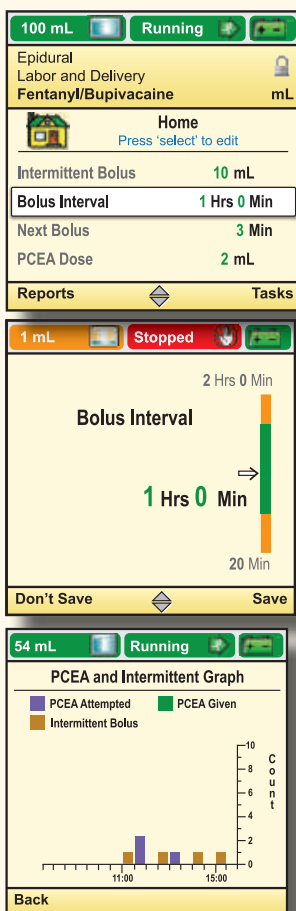 100 mL Running
Epidural
Labor and Delivery
Fentanyl/Bupivacaine mL
Home
Press 'select' to edit
Intermittent Bolus 10 mL
Bolus Interval 1 Hrs 0 Min
Next Bolus 3 Min
PCEA Dose 2 mL
Reports Tasks
1 mL Stopped
2 Hrs 0 Min
Bolus Interval
1 Hrs 0 Min
20 Min
Don't Save Save
54 mL Running
PCEA and Intermittent Graph
PCEA Attempted PCEA Given
Intermittent Bolus
10
8
6
4
2
0
Count
11:00 15:00
Back